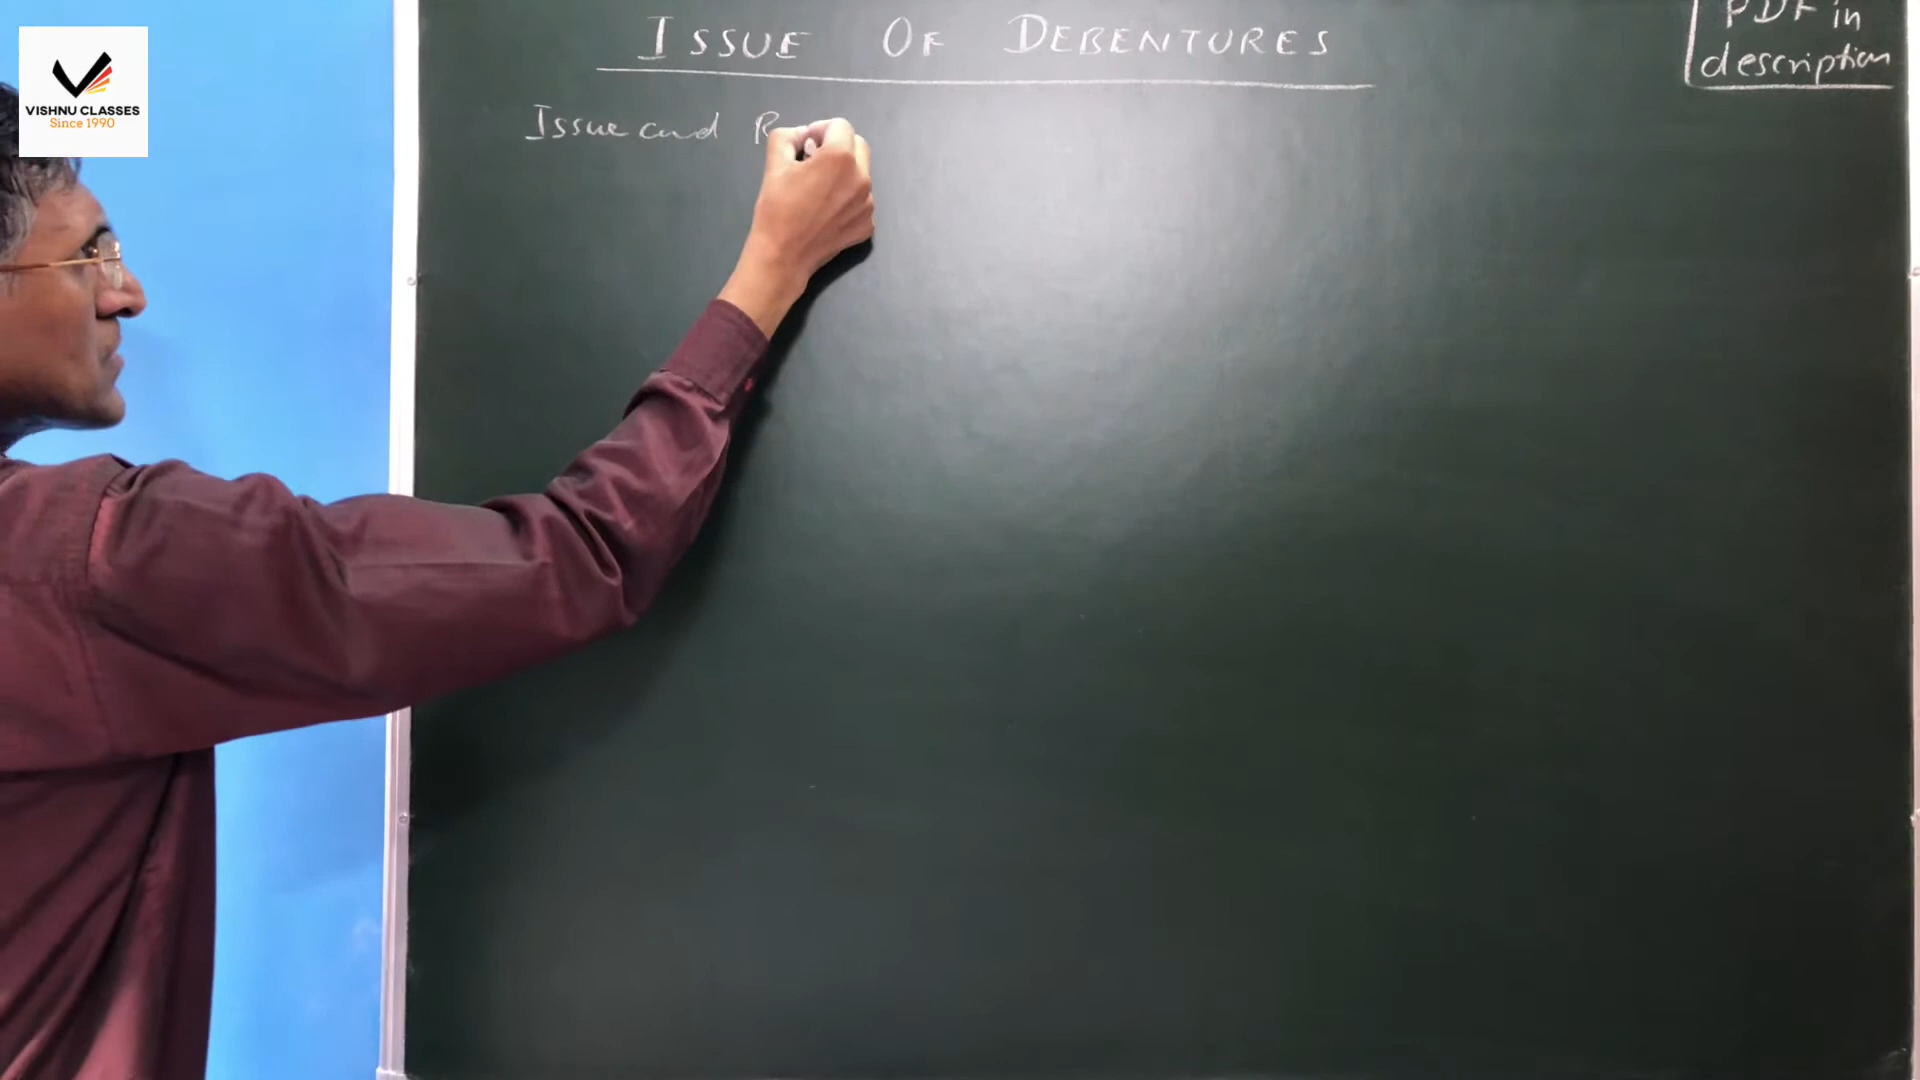 VISHNU CLASSES
Since 1990
ISSUE OF DEBENTURES
PDF in
description
Issue and R